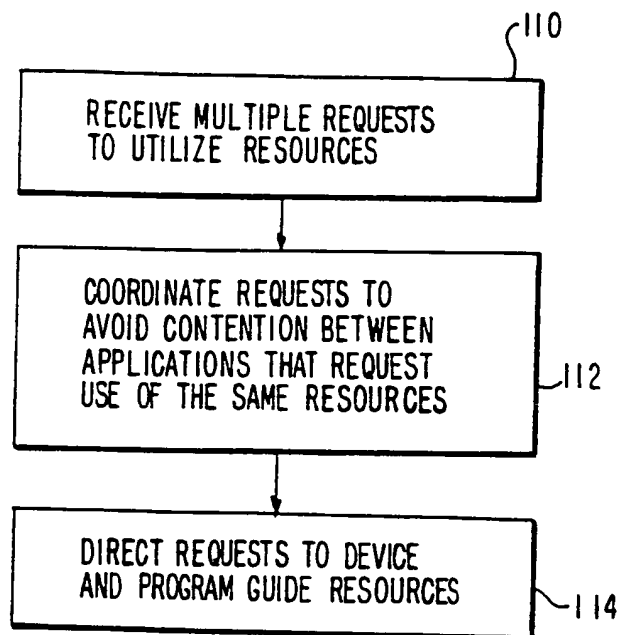 110
RECEIVE MULTIPLE REQUESTS
TO UTILIZE RESOURCES
COORDINATE REQUESTS TO
AVOID CONTENTION BETWEEN
APPLICATIONS THAT REQUEST
USE OF THE SAME RESOURCES
112
DIRECT REQUESTS TO DEVICE
AND PROGRAM GUIDE RESOURCES
114